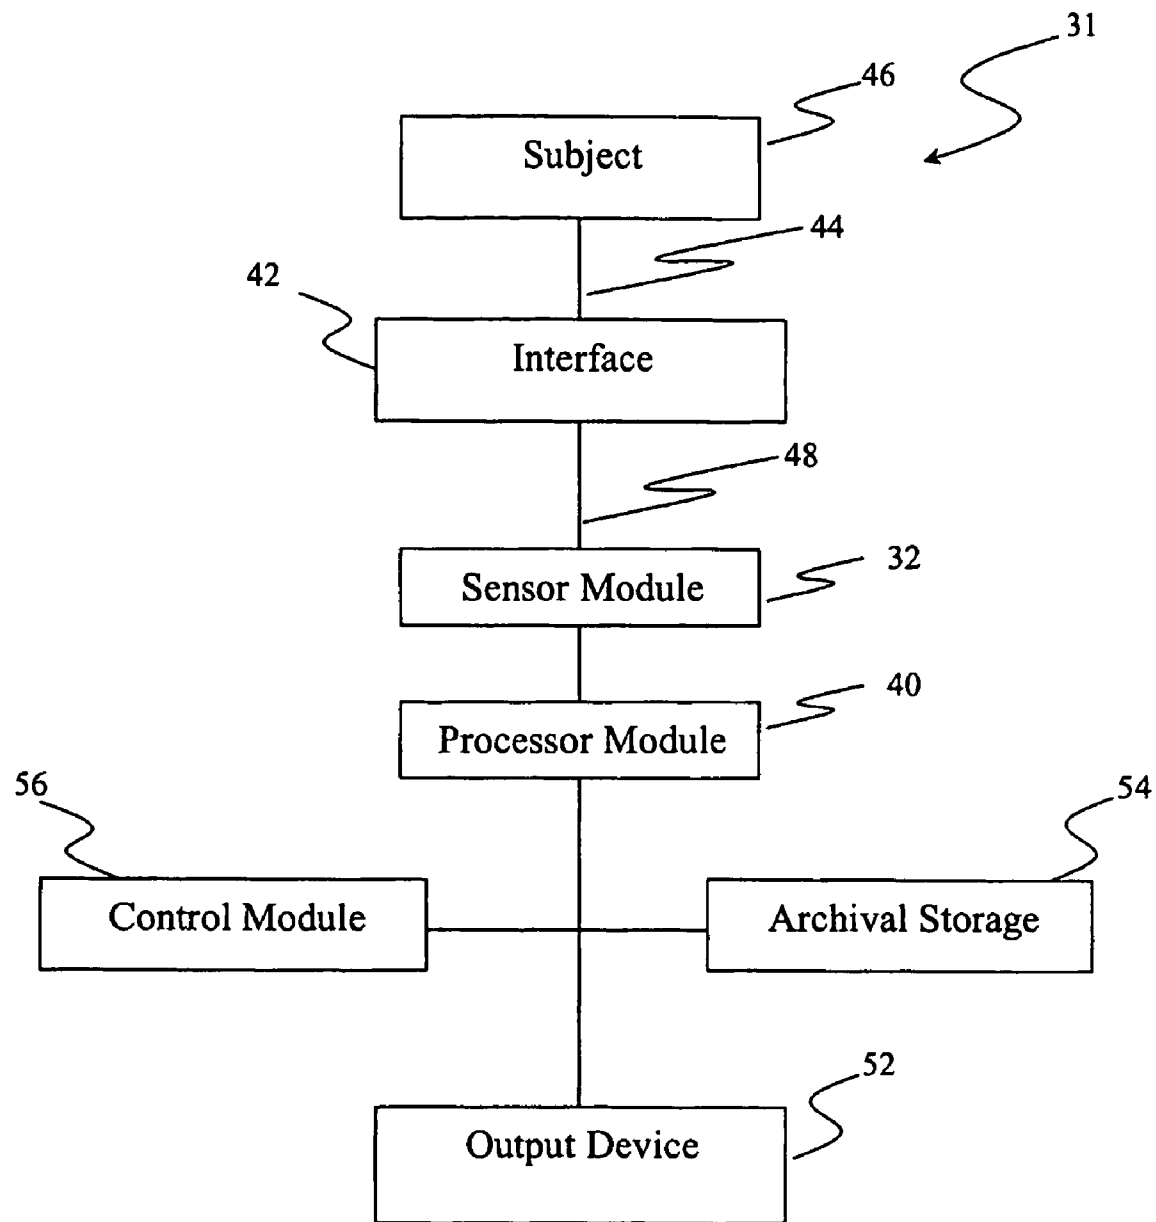 31
46
Subject
44
42
Interface
48
Sensor Module
32
40
Processor Module
56
54
Control Module
Archival Storage
52
Output Device